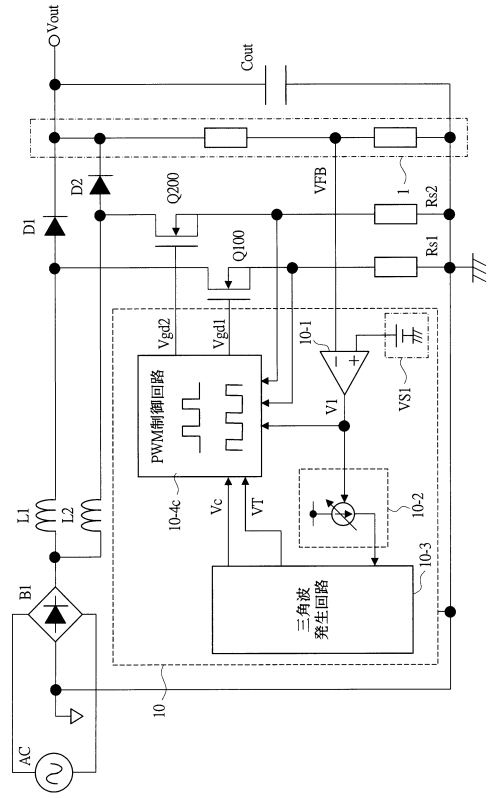 AC
B1
L1
L2
D1
D2
Vout
Cout
Q200
Q100
Vgd2
Vgd1
VFB
1
Rs2
Rs1
PWM制御回路
10-4c
Vc
VT
10-1
−
+
V1
VS1
10-2
三角波
発生回路
10-3
10